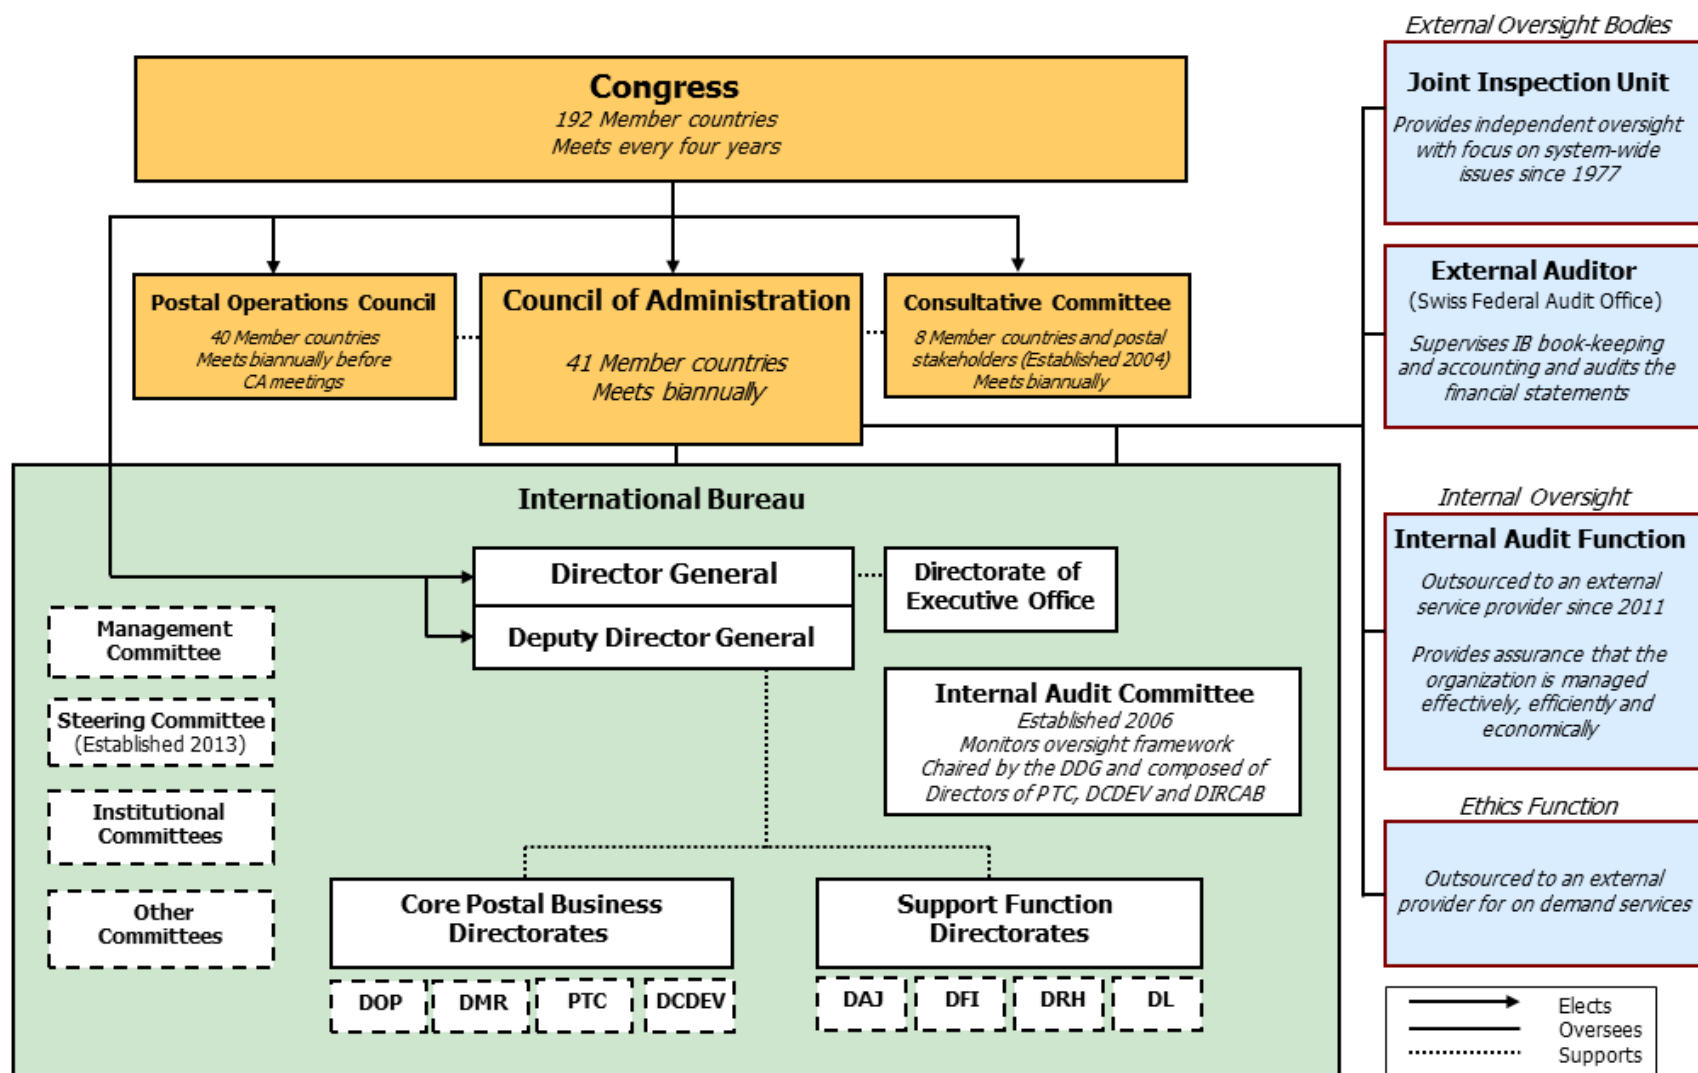 External Oversight Bodies
Congress
192 Member countries
Meets every four years
Joint Inspection Unit
Provides independent oversight
with focus on system-wide
issues since 1977
Postal Operations Council
40 Member countries
Meets biannually before
CA meetings
Council of Administration
41 Member countries
Meets biannually
Consultative Committee
8 Member countries and postal
stakeholders (Established 2004)
Meets biannually
External Auditor
(Swiss Federal Audit Office)
Supervises IB book-keeping
and accounting and audits the
financial statements
International Bureau
Director General
Deputy Director General
Directorate of
Executive Office
Management
Committee
Steering Committee
(Established 2013)
Institutional
Committees
Other
Committees
Internal Audit Committee
Established 2006
Monitors oversight framework
Chaired by the DDG and composed of
Directors of PTC, DCDEV and DIRCAB
Core Postal Business
Directorates
DOP
DMR
PTC
DCDEV
Support Function
Directorates
DAJ
DFI
DRH
DL
Internal Oversight
Internal Audit Function
Outsourced to an external
service provider since 2011
Provides assurance that the
organization is managed
effectively, efficiently and
economically
Ethics Function
Outsourced to an external
provider for on demand services
Elects
Oversees
Supports